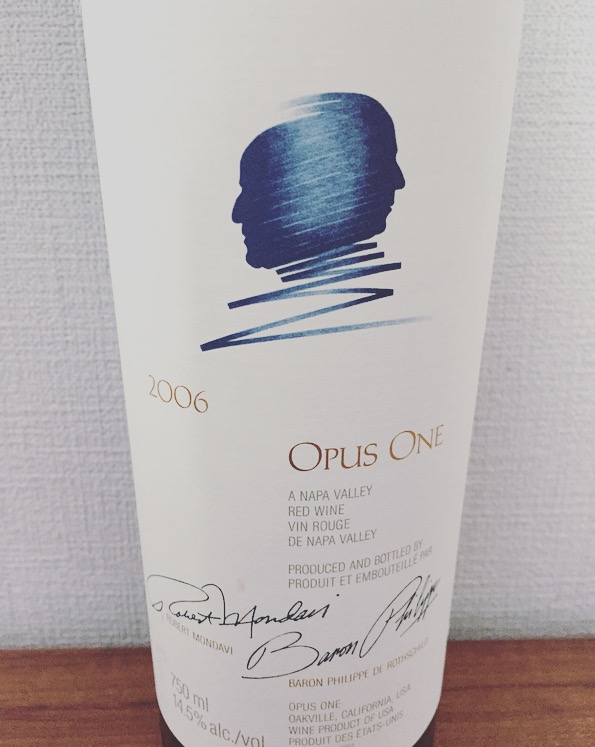 2006
OPUS ONE
A NAPA VALLEY
RED WINE
VIN ROUGE
DE NAPA VALLEY
PRODUCED AND BOTTLED BY
PRODUIT ET EMBOUTEILLÉ PAR
Robert Mondavi
ROBERT MONDAVI
Baron Philippe
BARON PHILIPPE DE ROTHSCHILD
750 ml
14.5% alc./vol
OPUS ONE
OAKVILLE, CALIFORNIA, USA
WINE PRODUCT OF USA
PRODUIT DES ÉTATS-UNIS